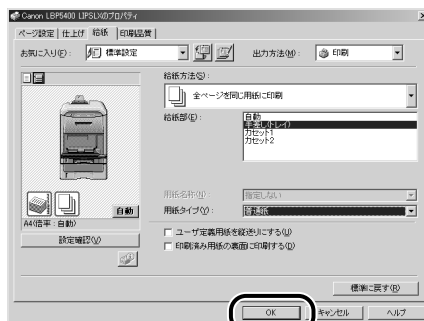 Canon LBP5400 LIPSLXのプロパティ
ページ設定 仕上げ 給紙 印刷品質
お気に入り(F): 標準設定 出力方法(M): 印刷
給紙方法(S):
全ページを同じ用紙に印刷
給紙部(E): 自動
手差し(トレイ)
カセット1
カセット2
用紙名称(N): 指定しない
自動
用紙タイプ(Y): 普通紙
A4(倍率:自動)
ユーザ定義用紙を縦送りにする(U)
設定確認(V)
印刷済み用紙の裏面に印刷する(D)
標準に戻す(R)
OK キャンセル ヘルプ